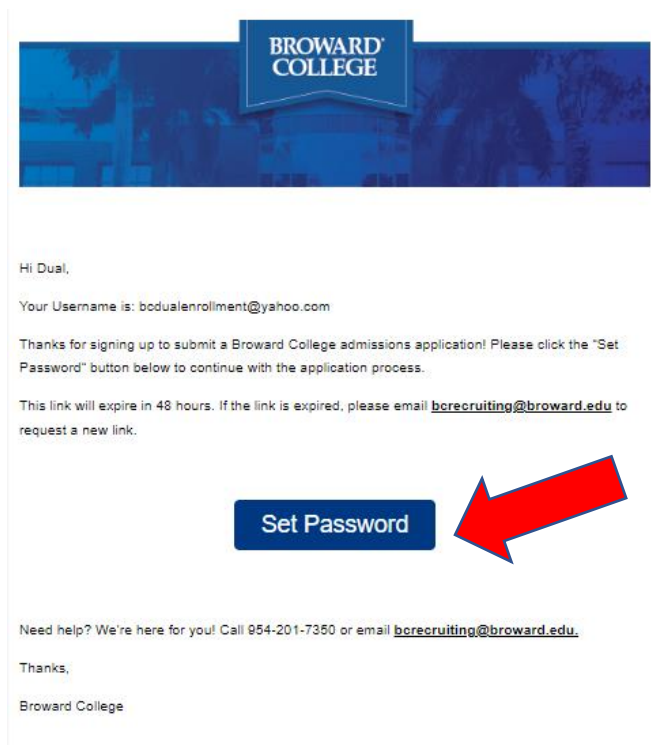 BROWARD®
COLLEGE
Hi Dual,
Your Username is: bcdualenrollment@yahoo.com
Thanks for signing up to submit a Broward College admissions application! Please click the "Set
Password" button below to continue with the application process.
This link will expire in 48 hours. If the link is expired, please email bcrecruiting@broward.edu to
request a new link.
Set Password
Need help? We're here for you! Call 954-201-7350 or email bcrecruiting@broward.edu.
Thanks,
Broward College